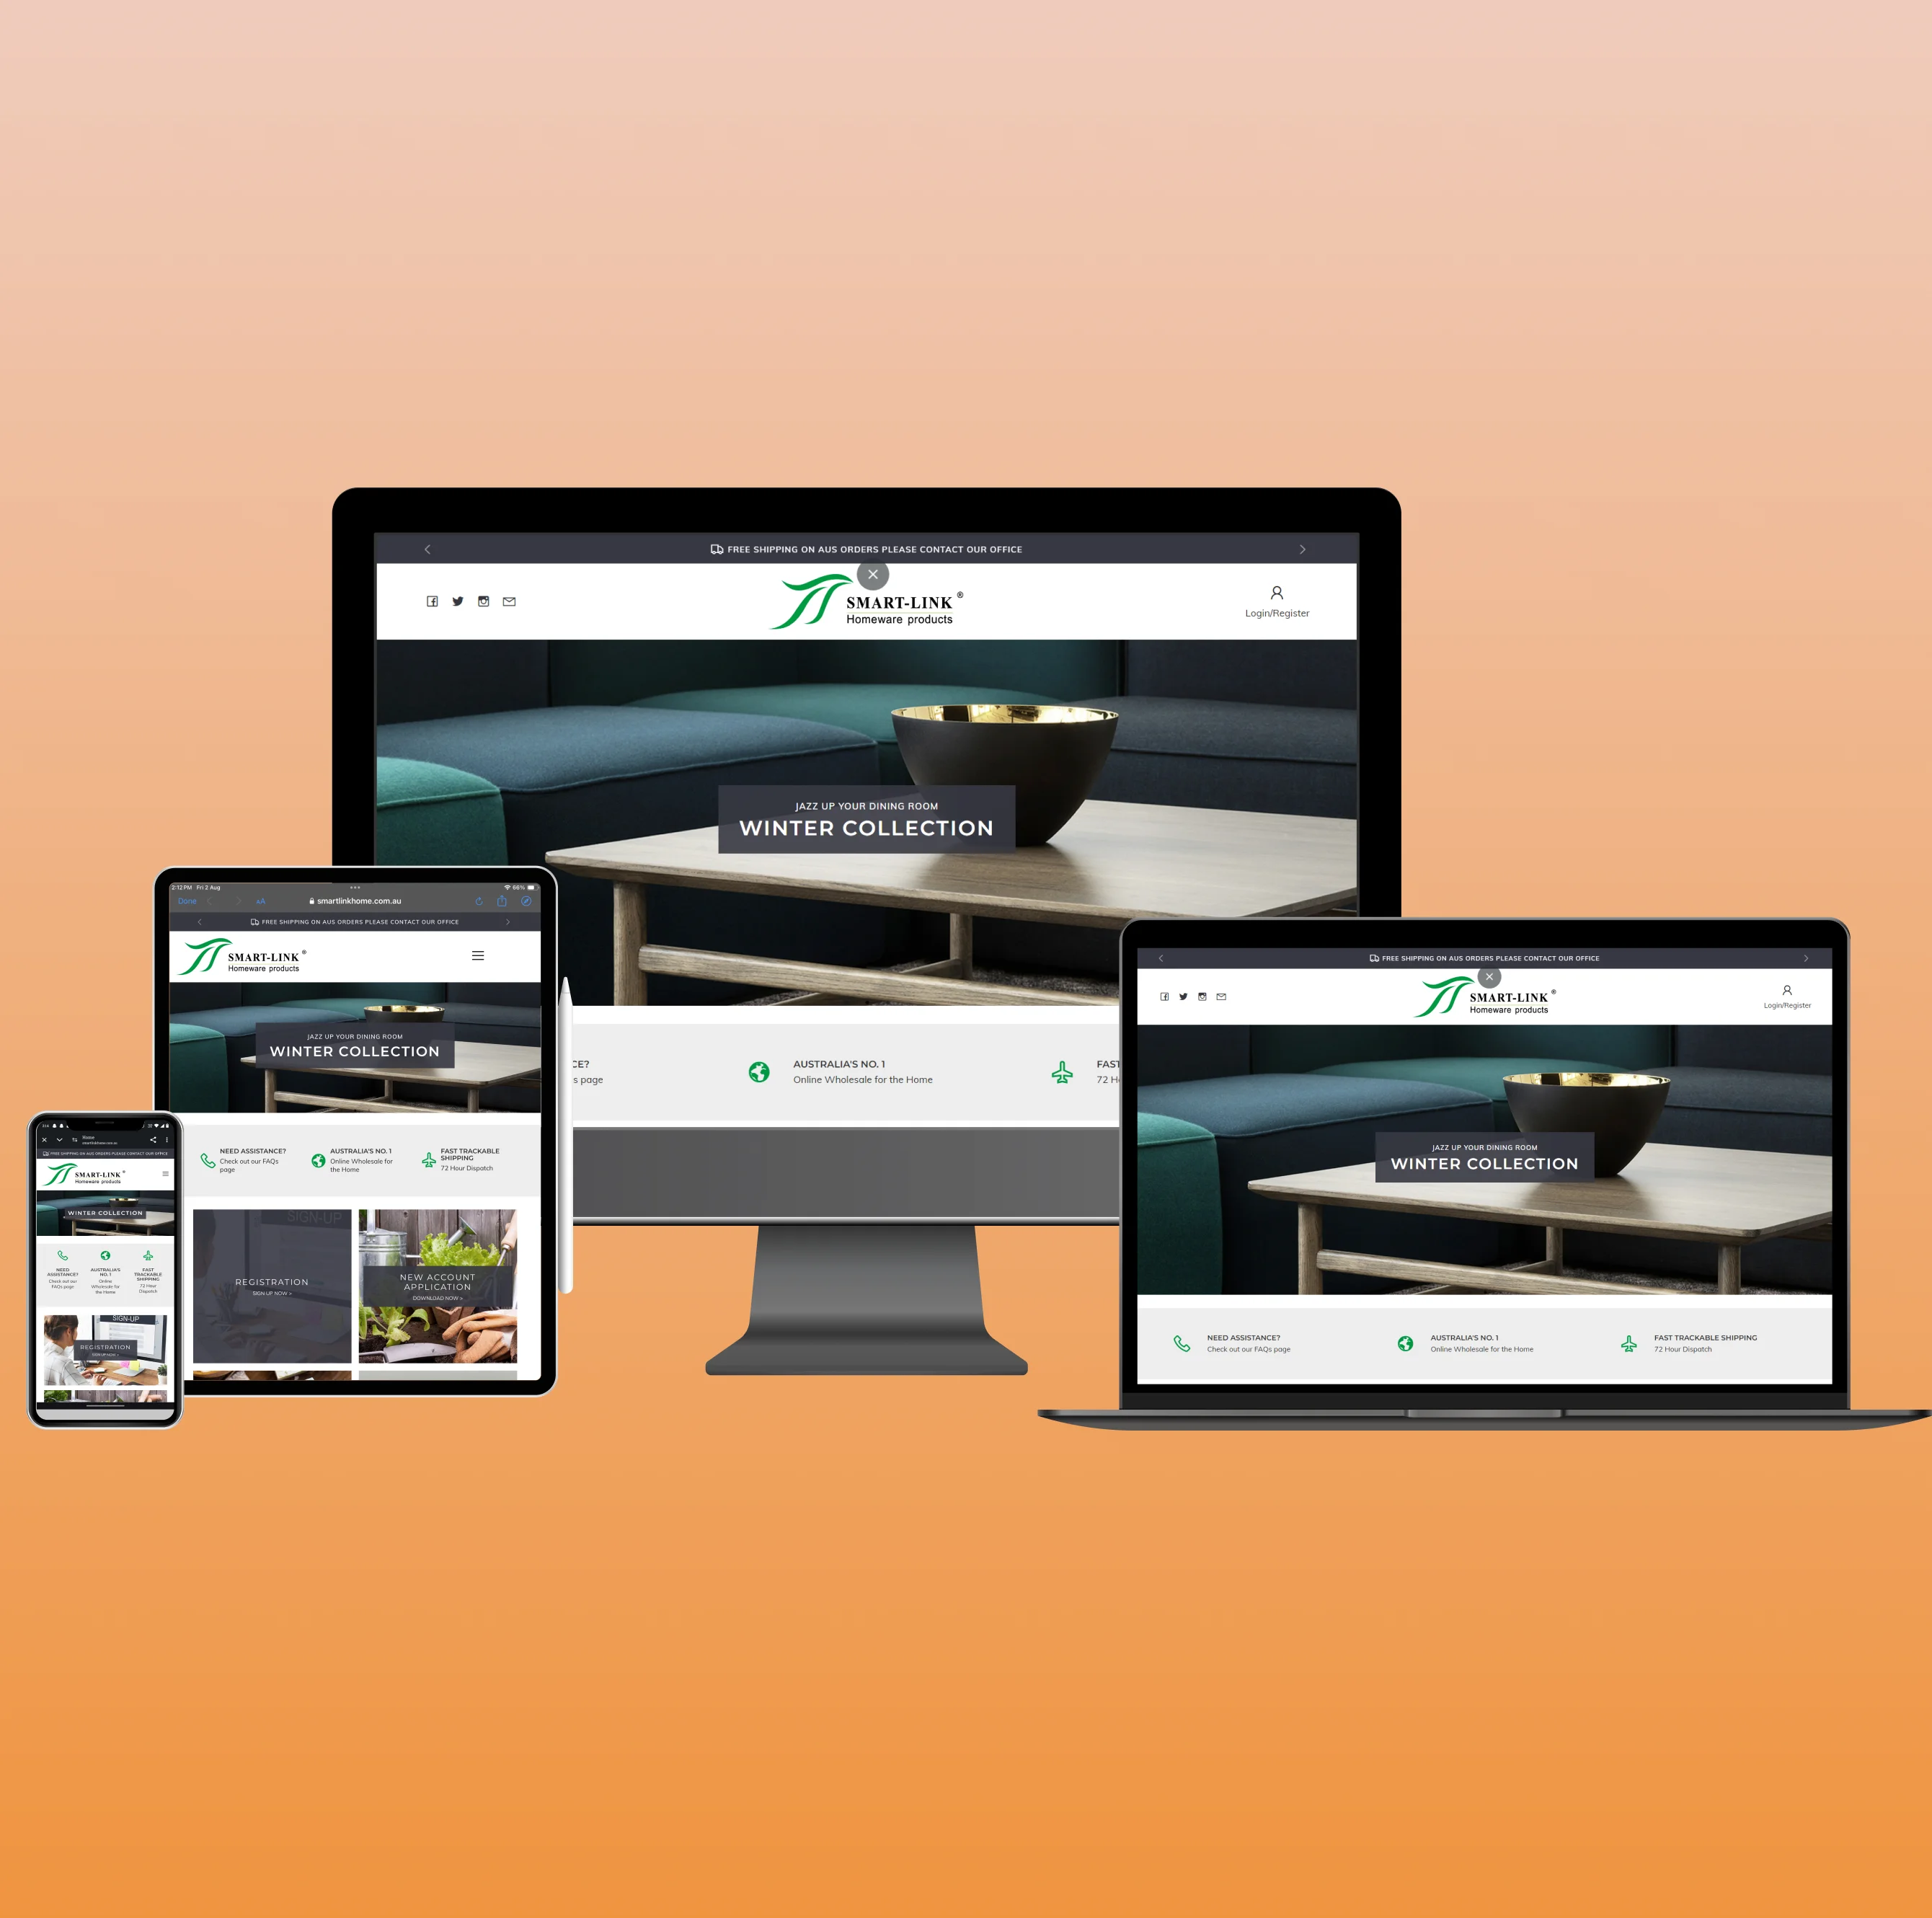 FREE SHIPPING ON AUS ORDERS PLEASE CONTACT OUR OFFICE
SMART-LINK ®
Homeware products
Login/Register
JAZZ UP YOUR DINING ROOM
WINTER COLLECTION
CE?
s page
AUSTRALIA'S NO. 1
Online Wholesale for the Home
FAST
72 H
2:12 PM Fri 2 Aug
66%
Done
AA
smartlinkhome.com.au
FREE SHIPPING ON AUS ORDERS PLEASE CONTACT OUR OFFICE
SMART-LINK ®
Homeware products
JAZZ UP YOUR DINING ROOM
WINTER COLLECTION
NEED ASSISTANCE?
Check out our FAQs
page
AUSTRALIA'S NO. 1
Online Wholesale for
the Home
FAST TRACKABLE
SHIPPING
72 Hour Dispatch
SIGN-UP
REGISTRATION
SIGN UP NOW >
NEW ACCOUNT
APPLICATION
DOWNLOAD NOW >
Home
smartlinkhome.com.au
FREE SHIPPING ON AUS ORDERS PLEASE CONTACT OUR OFFICE
SMART-LINK ®
Homeware products
WINTER COLLECTION
NEED
ASSISTANCE?
Check out our
FAQs page
AUSTRALIA'S
NO. 1
Online
Wholesale for
the Home
FAST
TRACKABLE
SHIPPING
72 Hour
Dispatch
SIGN-UP
REGISTRATION
SIGN UP NOW >
FREE SHIPPING ON AUS ORDERS PLEASE CONTACT OUR OFFICE
SMART-LINK ®
Homeware products
Login/Register
JAZZ UP YOUR DINING ROOM
WINTER COLLECTION
NEED ASSISTANCE?
Check out our FAQs page
AUSTRALIA'S NO. 1
Online Wholesale for the Home
FAST TRACKABLE SHIPPING
72 Hour Dispatch